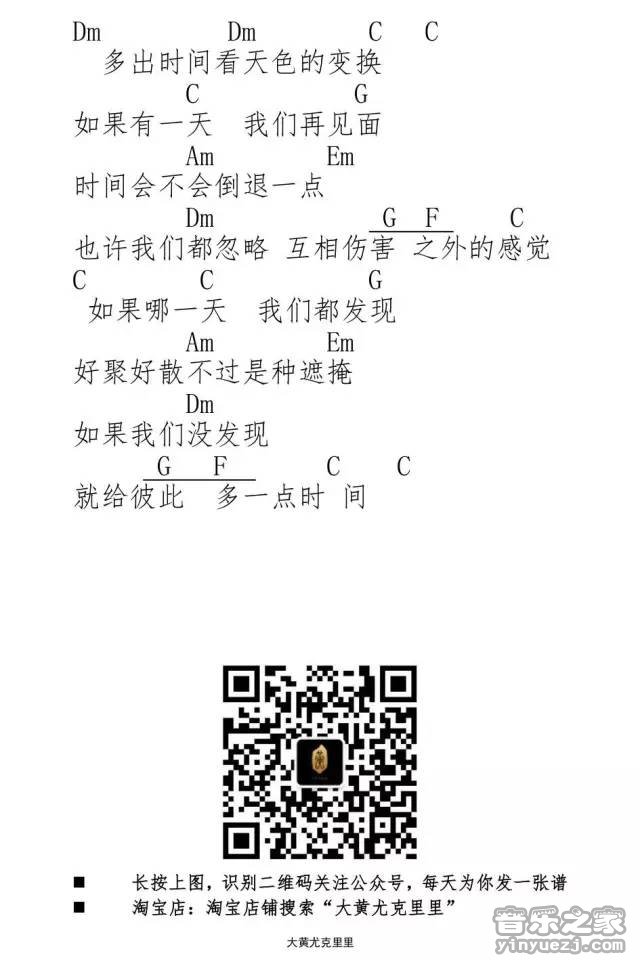 Dm Dm C C
多出时间看天色的变换
C G
如果有一天 我们再见面
Am Em
时间会不会倒退一点
Dm G F C
也许我们都忽略 互相伤害 之外的感觉
C C G
如果哪一天 我们都发现
Am Em
好聚好散不过是种遮掩
Dm
如果我们没发现
G F C C
就给彼此 多一点时 间
■ 长按上图，识别二维码关注公众号，每天为你发一张谱
■ 淘宝店：淘宝店铺搜索“大黄尤克里里”
大黄尤克里里
音乐之家
yinyuezj.com